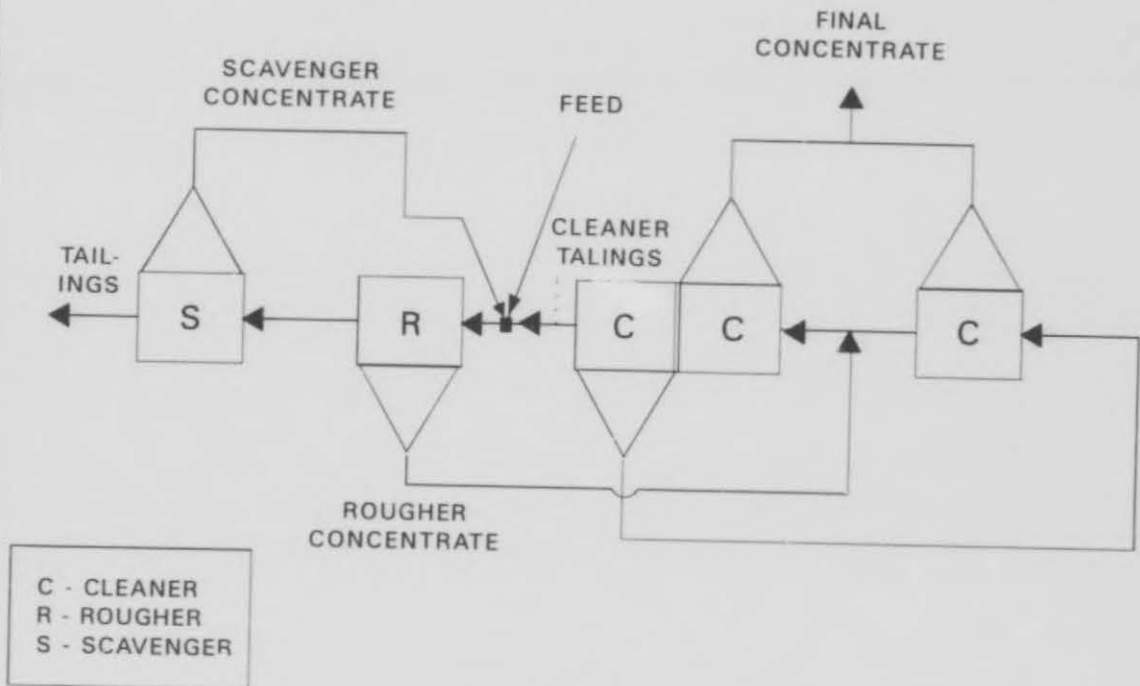 FINAL
CONCENTRATE
SCAVENGER
CONCENTRATE
FEED
CLEANER
TALINGS
TAIL-
INGS
S
R
C
C
C
ROUGHER
CONCENTRATE
C - CLEANER
R - ROUGHER
S - SCAVENGER